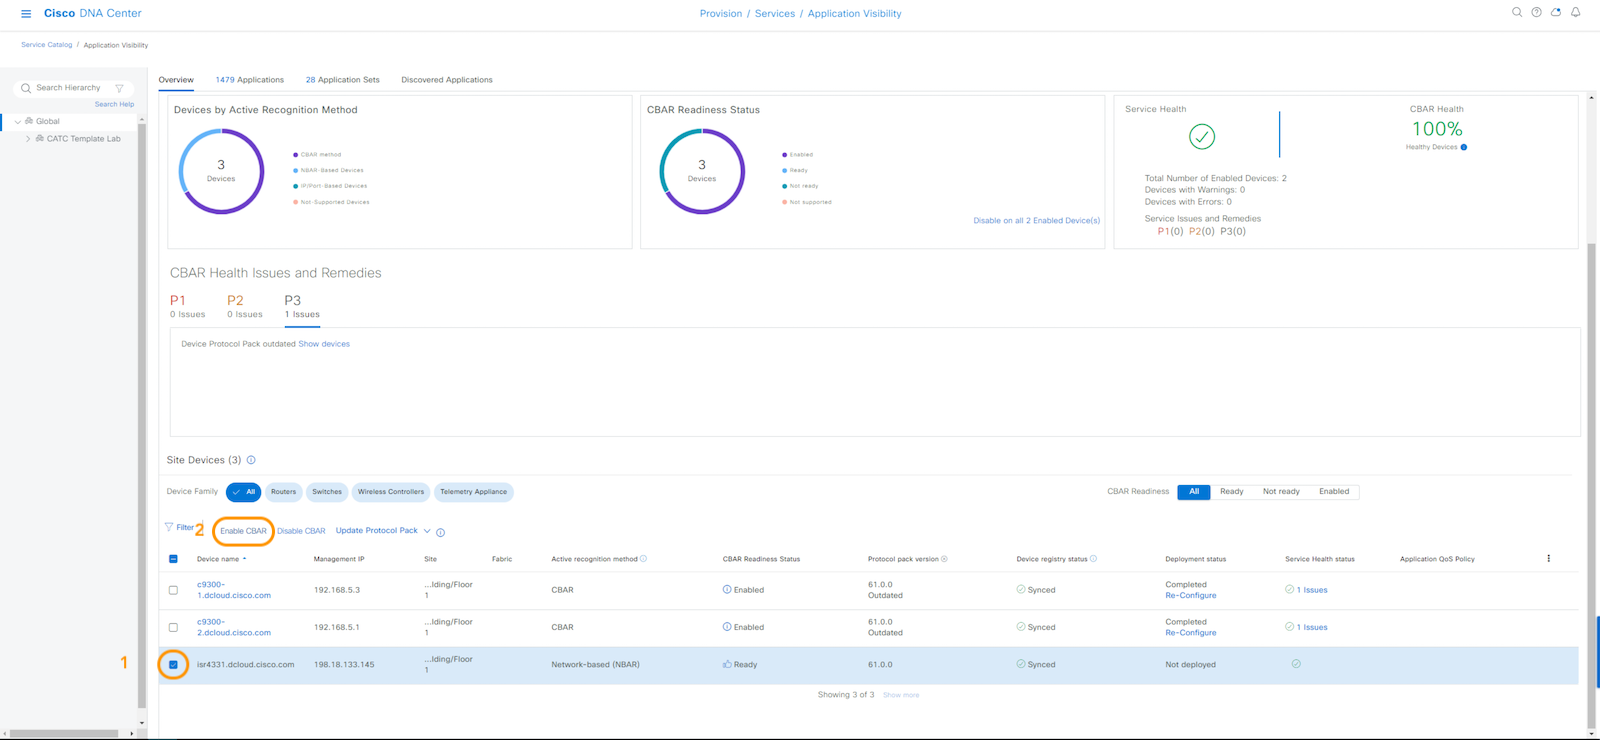 Cisco DNA Center
Provision / Services / Application Visibility
Service Catalog / Application Visibility
Search Hierarchy
Search Help
Global
CATC Template Lab
Overview 1479 Applications 28 Application Sets Discovered Applications
Devices by Active Recognition Method
3
Devices
CBAR method
NBAR-Based Devices
IP/Port-Based Devices
Not-Supported Devices
CBAR Readiness Status
3
Devices
Enabled
Ready
Not ready
Not supported
Disable on all 2 Enabled Device(s)
Service Health
CBAR Health
100%
Healthy Devices
Total Number of Enabled Devices: 2
Devices with Warnings: 0
Devices with Errors: 0
Service Issues and Remedies
P1(0) P2(0) P3(0)
CBAR Health Issues and Remedies
P1 P2 P3
0 Issues 0 Issues 1 Issues
Device Protocol Pack outdated Show devices
Site Devices (3)
Device Family All Routers Switches Wireless Controllers Telemetry Appliance CBAR Readiness All Ready Not ready Enabled
Filter 2 Enable CBAR Disable CBAR Update Protocol Pack
Device name Management IP Site Fabric Active recognition method CBAR Readiness Status Protocol pack version Device registry status Deployment status Service Health status Application QoS Policy
c9300-1.dcloud.cisco.com 192.168.5.3 ...lding/Floor 1 CBAR Enabled 61.0.0 Outdated Synced Completed Re-Configure 1 Issues
c9300-2.dcloud.cisco.com 192.168.5.1 ...lding/Floor 1 CBAR Enabled 61.0.0 Outdated Synced Completed Re-Configure 1 Issues
1 isr4331.dcloud.cisco.com 198.18.133.145 ...lding/Floor 1 Network-based (NBAR) Ready 61.0.0 Synced Not deployed
Showing 3 of 3 Show more